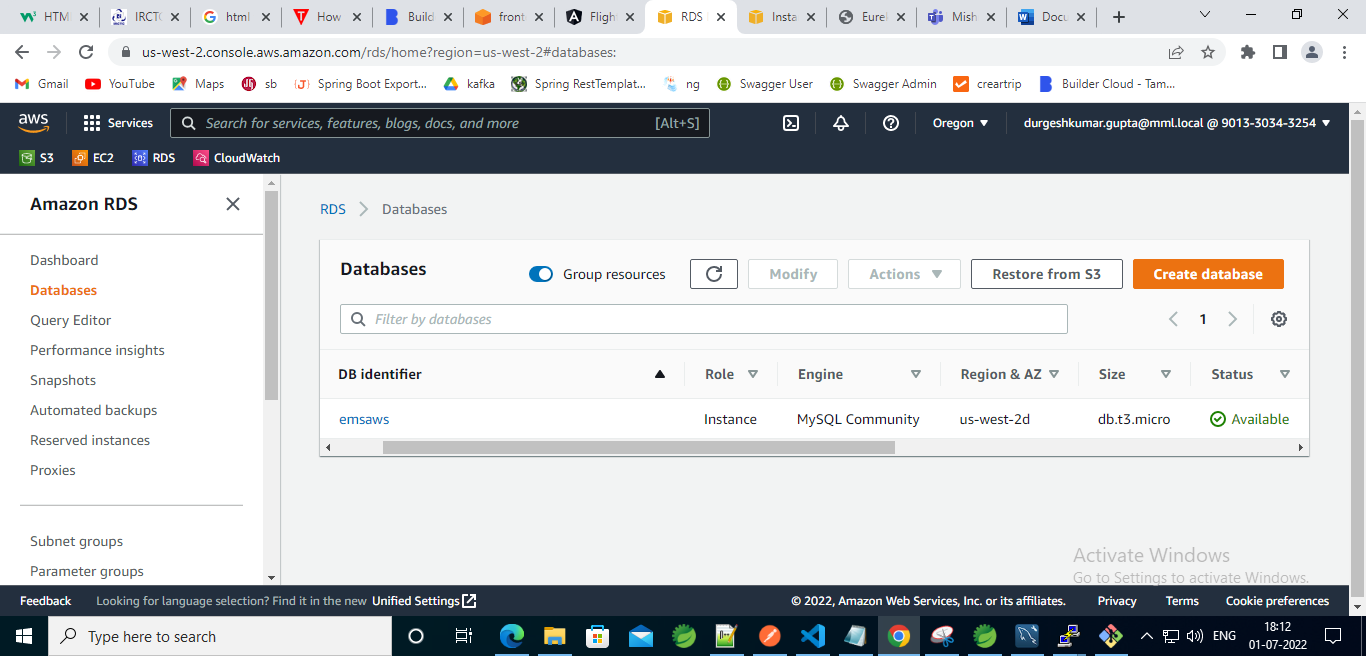 HTM
IRCTC
html
How
Build
front
Flight
RDS
Insta
Eurel
Mish
Docu
us-west-2.console.aws.amazon.com/rds/home?region=us-west-2#databases:
Gmail YouTube Maps sb Spring Boot Export... kafka Spring RestTemplat... ng Swagger User Swagger Admin creartrip Builder Cloud - Tam...
aws Services Search for services, features, blogs, docs, and more [Alt+S] Oregon durgeshkumar.gupta@mml.local @ 9013-3034-3254
S3 EC2 RDS CloudWatch
Amazon RDS
Dashboard
Databases
Query Editor
Performance insights
Snapshots
Automated backups
Reserved instances
Proxies
Subnet groups
Parameter groups
RDS Databases
Databases Group resources Modify Actions Restore from S3 Create database
Filter by databases 1
DB identifier Role Engine Region & AZ Size Status
emsaws Instance MySQL Community us-west-2d db.t3.micro Available
Activate Windows
Go to Settings to activate Windows.
Feedback Looking for language selection? Find it in the new Unified Settings © 2022, Amazon Web Services, Inc. or its affiliates. Privacy Terms Cookie preferences
Type here to search ENG 18:12
01-07-2022